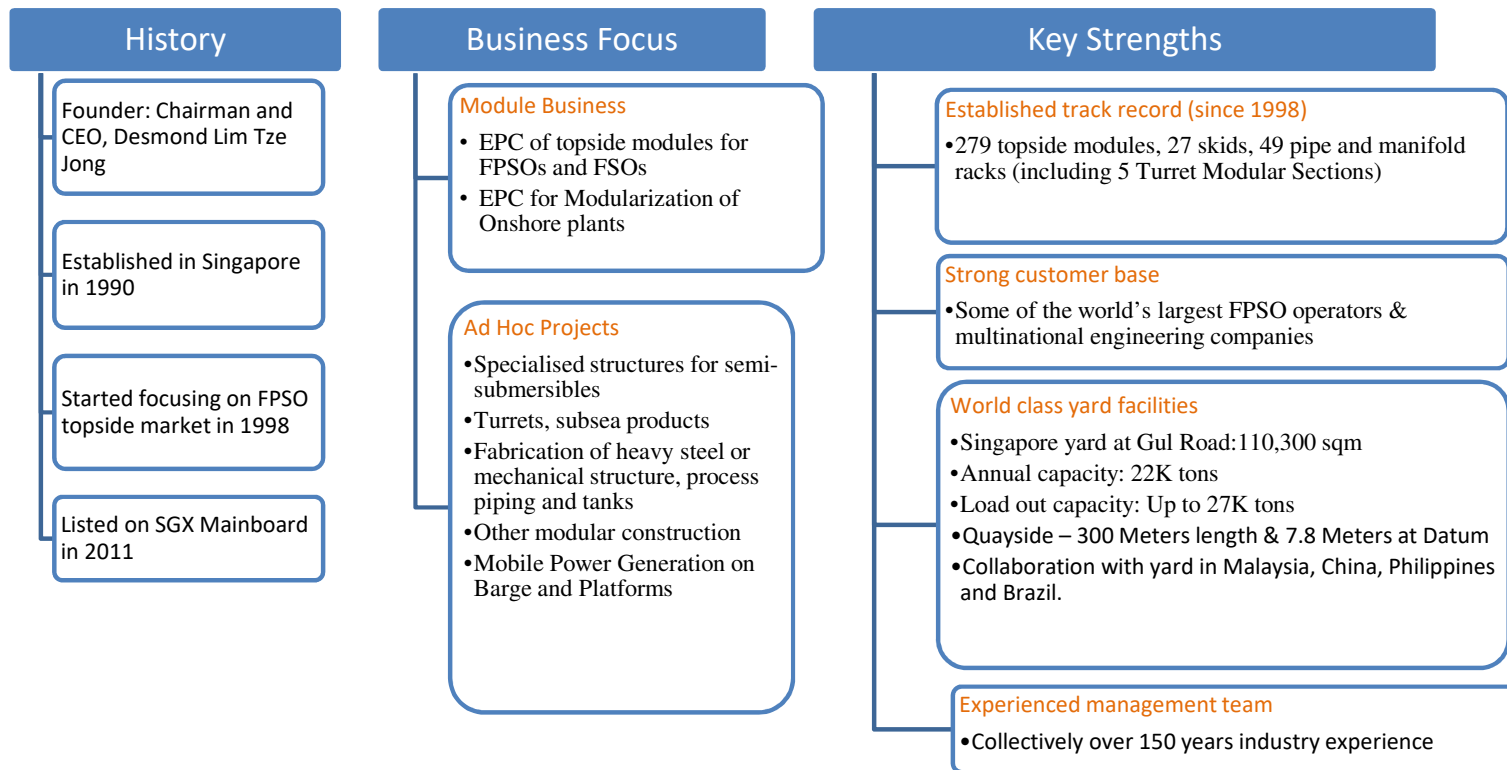 History
Founder: Chairman and
CEO, Desmond Lim Tze
Jong
Established in Singapore
in 1990
Started focusing on FPSO
topside market in 1998
Listed on SGX Mainboard
in 2011
Business Focus
Module Business
• EPC of topside modules for
FPSOs and FSOs
• EPC for Modularization of
Onshore plants
Ad Hoc Projects
•Specialised structures for semi-
submersibles
•Turrets, subsea products
•Fabrication of heavy steel or
mechanical structure, process
piping and tanks
•Other modular construction
•Mobile Power Generation on
Barge and Platforms
Key Strengths
Established track record (since 1998)
•279 topside modules, 27 skids, 49 pipe and manifold
racks (including 5 Turret Modular Sections)
Strong customer base
•Some of the world’s largest FPSO operators &
multinational engineering companies
World class yard facilities
•Singapore yard at Gul Road:110,300 sqm
•Annual capacity: 22K tons
•Load out capacity: Up to 27K tons
•Quayside – 300 Meters length & 7.8 Meters at Datum
•Collaboration with yard in Malaysia, China, Philippines
and Brazil.
Experienced management team
•Collectively over 150 years industry experience